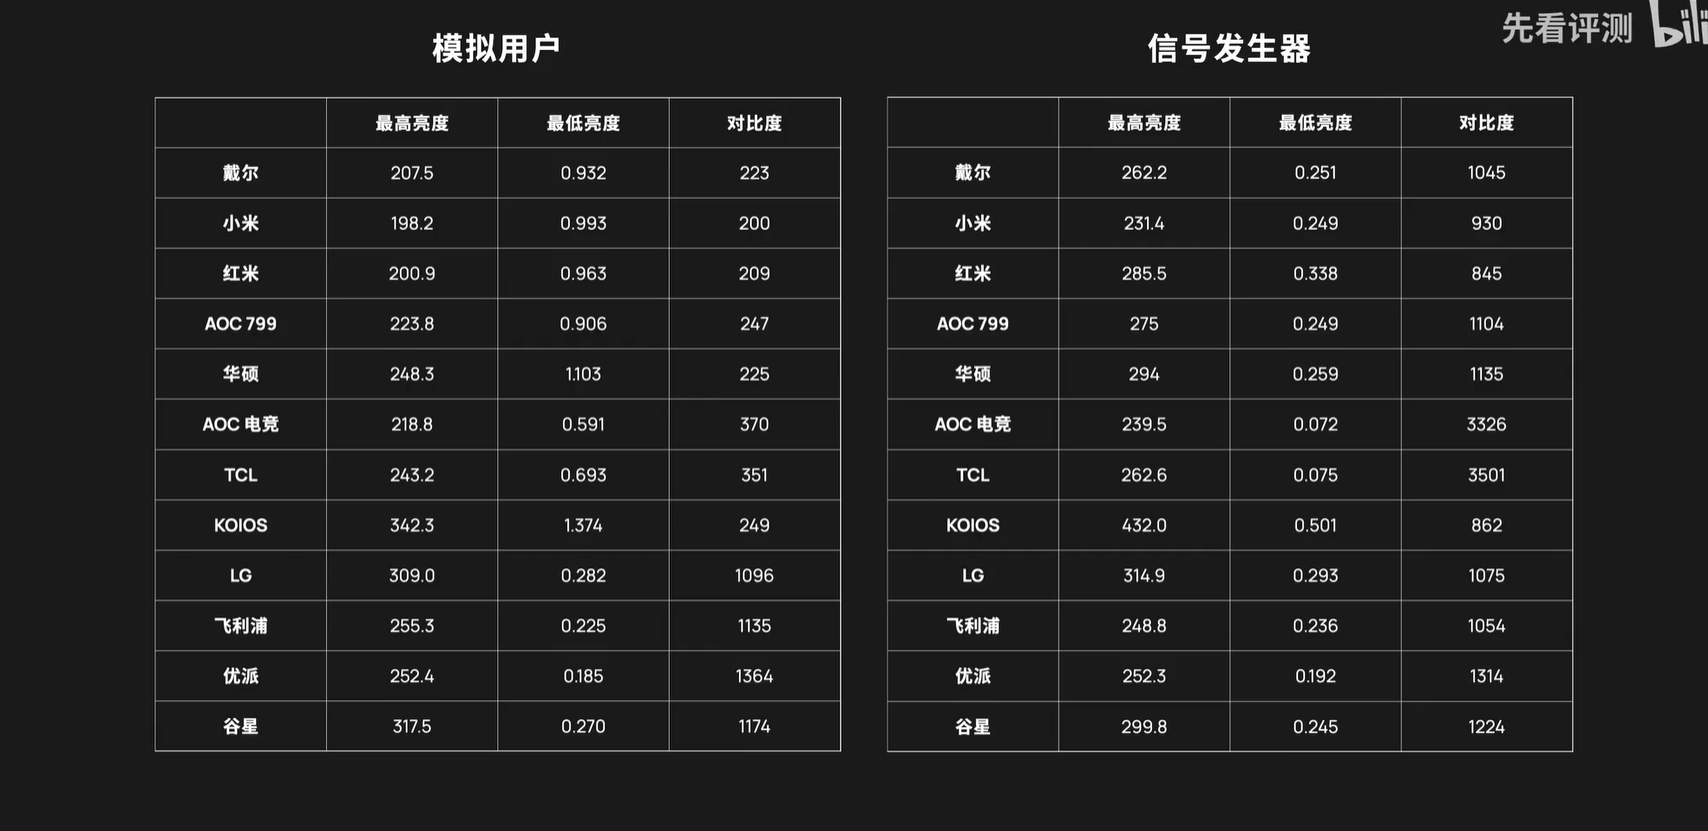 先看评测 bili
模拟用户
最高亮度 最低亮度 对比度
戴尔 207.5 0.932 223
小米 198.2 0.993 200
红米 200.9 0.963 209
AOC 799 223.8 0.906 247
华硕 248.3 1.103 225
AOC 电竞 218.8 0.591 370
TCL 243.2 0.693 351
KOIOS 342.3 1.374 249
LG 309.0 0.282 1096
飞利浦 255.3 0.225 1135
优派 252.4 0.185 1364
谷星 317.5 0.270 1174
信号发生器
最高亮度 最低亮度 对比度
戴尔 262.2 0.251 1045
小米 231.4 0.249 930
红米 285.5 0.338 845
AOC 799 275 0.249 1104
华硕 294 0.259 1135
AOC 电竞 239.5 0.072 3326
TCL 262.6 0.075 3501
KOIOS 432.0 0.501 862
LG 314.9 0.293 1075
飞利浦 248.8 0.236 1054
优派 252.3 0.192 1314
谷星 299.8 0.245 1224